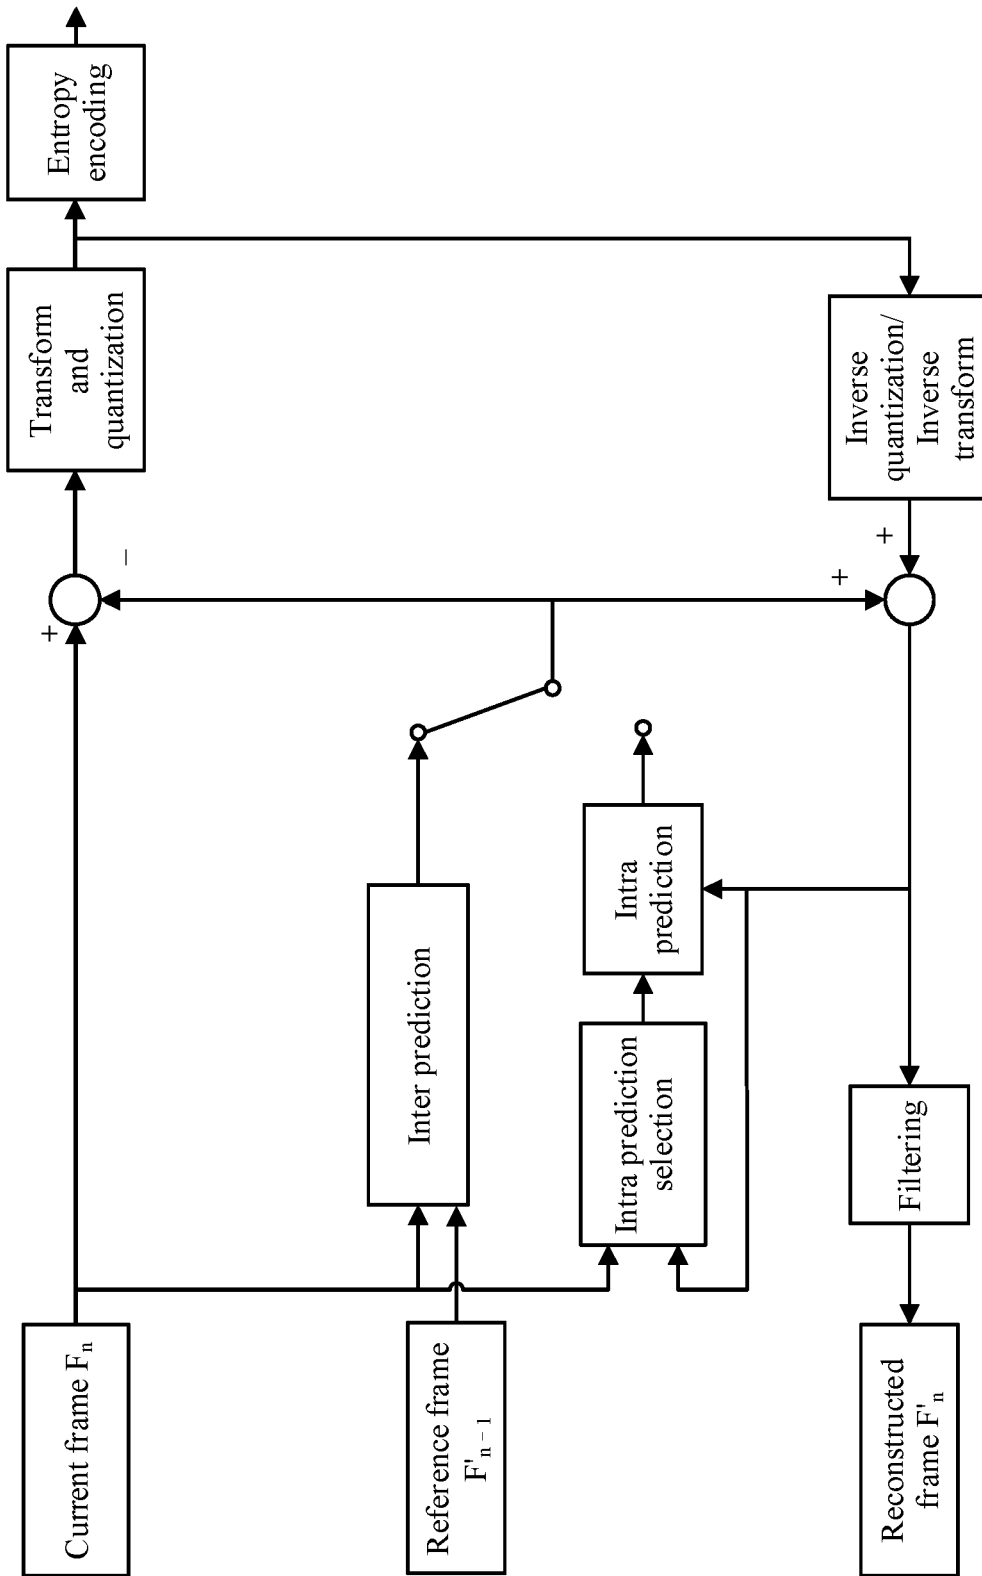 Current frame Fn
+
–
Transform
and
quantization
Entropy
encoding
Reference frame
F'n – 1
Inter prediction
Intra prediction
selection
Intra
prediction
+
+
Inverse
quantization/
Inverse
transform
Filtering
Reconstructed
frame F'n